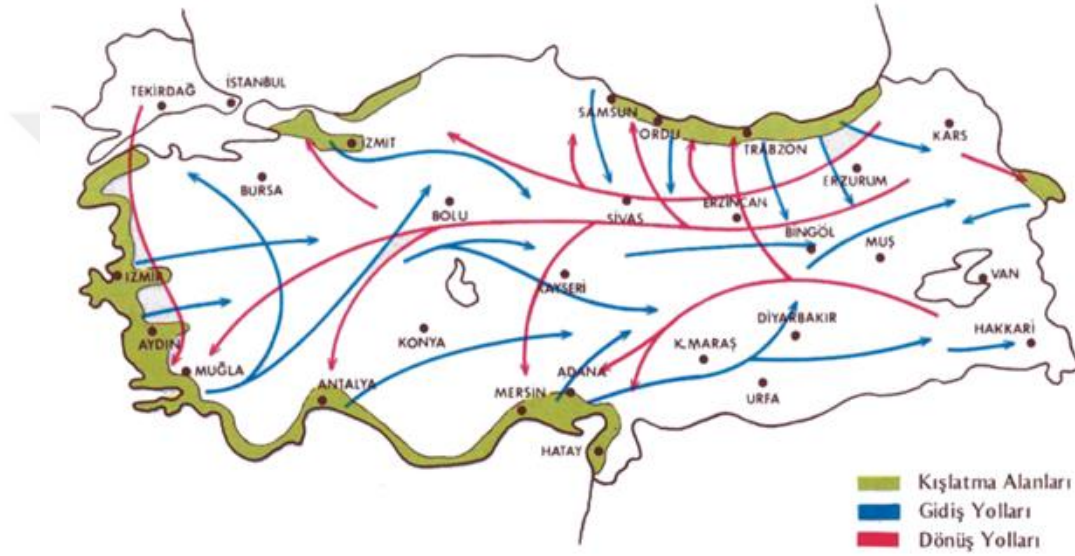 İSTANBUL
TEKİRDAĞ
SAMSUN
ORDU
TRABZON
KARS
İZMİT
BURSA
ERZURUM
BOLU
SİVAS
ERZİNCAN
BİNGÖL
MUŞ
İZMİR
KAYSERİ
VAN
AYDIN
KONYA
DİYARBAKIR
HAKKARİ
MUĞLA
K.MARAŞ
ANTALYA
MERSİN
ADANA
URFA
HATAY
Kışlatma Alanları
Gidiş Yolları
Dönüş Yolları